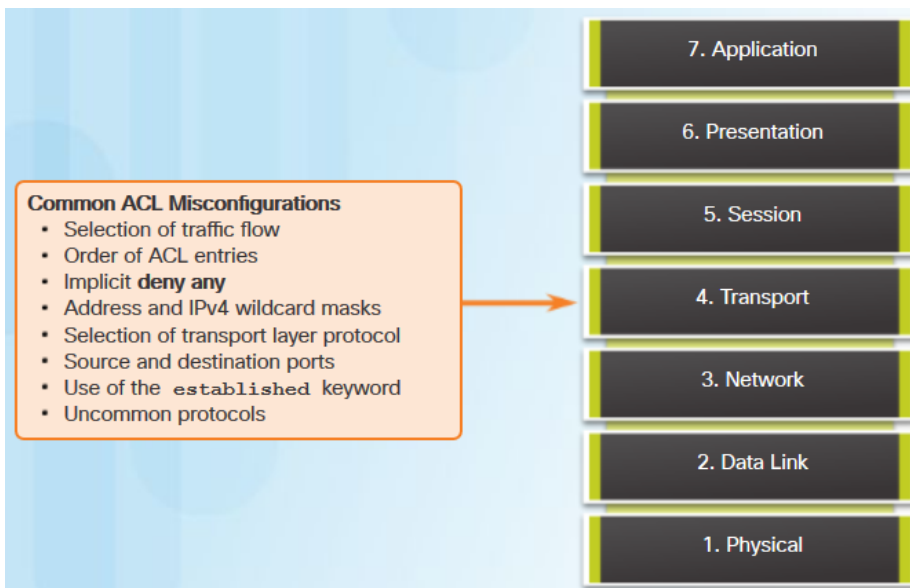 Common ACL Misconfigurations
• Selection of traffic flow
• Order of ACL entries
• Implicit deny any
• Address and IPv4 wildcard masks
• Selection of transport layer protocol
• Source and destination ports
• Use of the established keyword
• Uncommon protocols
7. Application
6. Presentation
5. Session
4. Transport
3. Network
2. Data Link
1. Physical